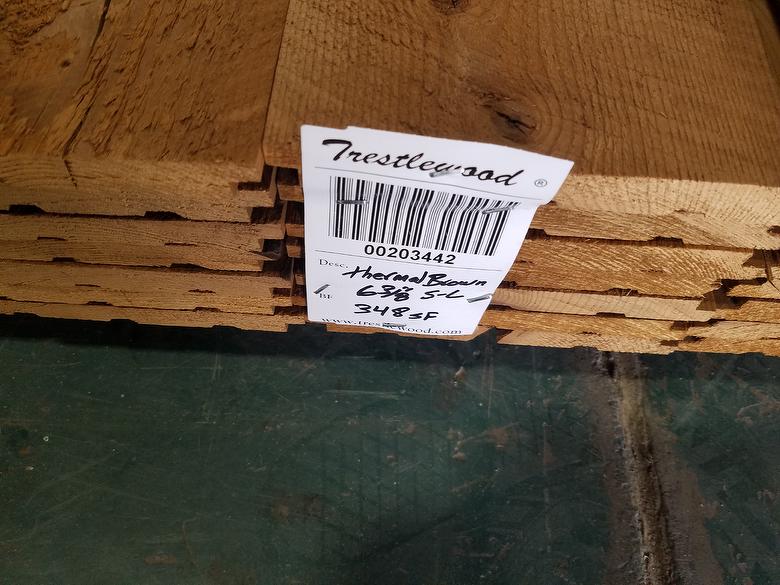 Trestlewood ®
00203442
Desc. ThermalBrown
6 3/8" S-L
BF 348 SF
www.trestlewood.com